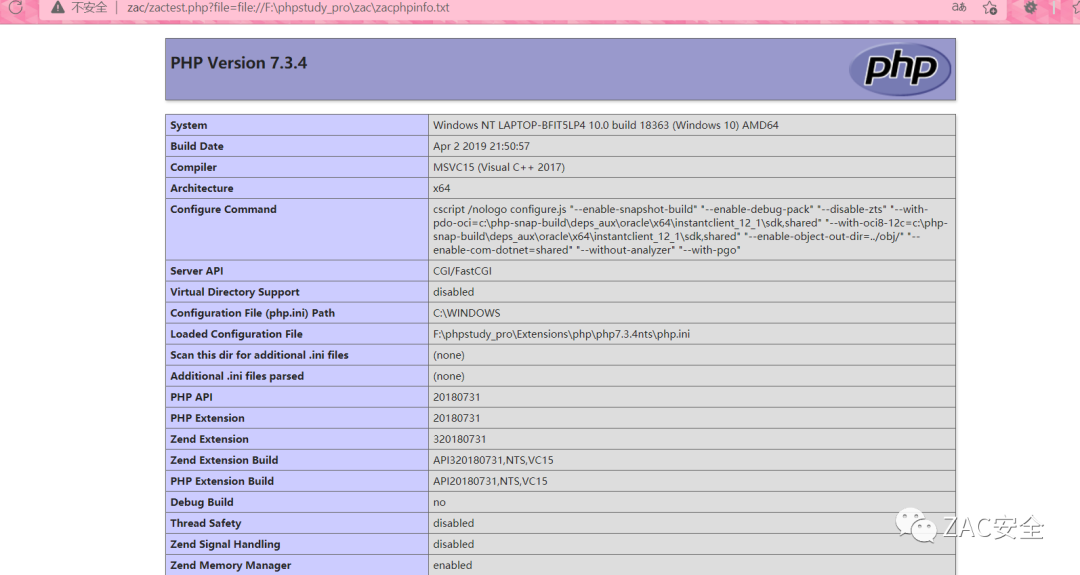 不安全 | zac/zactest.php?file=file://F:\phpstudy_pro\zac\zacphpinfo.txt
PHP Version 7.3.4
php
System Windows NT LAPTOP-BFIT5LP4 10.0 build 18363 (Windows 10) AMD64
Build Date Apr 2 2019 21:50:57
Compiler MSVC15 (Visual C++ 2017)
Architecture x64
Configure Command cscript /nologo configure.js "--enable-snapshot-build" "--enable-debug-pack" "--disable-zts" "--with-
pdo-oci=c:\php-snap-build\deps_aux\oracle\x64\instantclient_12_1\sdk,shared" "--with-oci8-12c=c:\php-
snap-build\deps_aux\oracle\x64\instantclient_12_1\sdk,shared" "--enable-object-out-dir=../obj/" "--
enable-com-dotnet=shared" "--without-analyzer" "--with-pgo"
Server API CGI/FastCGI
Virtual Directory Support disabled
Configuration File (php.ini) Path C:\WINDOWS
Loaded Configuration File F:\phpstudy_pro\Extensions\php\php7.3.4nts\php.ini
Scan this dir for additional .ini files (none)
Additional .ini files parsed (none)
PHP API 20180731
PHP Extension 20180731
Zend Extension 320180731
Zend Extension Build API320180731,NTS,VC15
PHP Extension Build API20180731,NTS,VC15
Debug Build no
Thread Safety disabled
Zend Signal Handling disabled
Zend Memory Manager enabled
ZAC安全